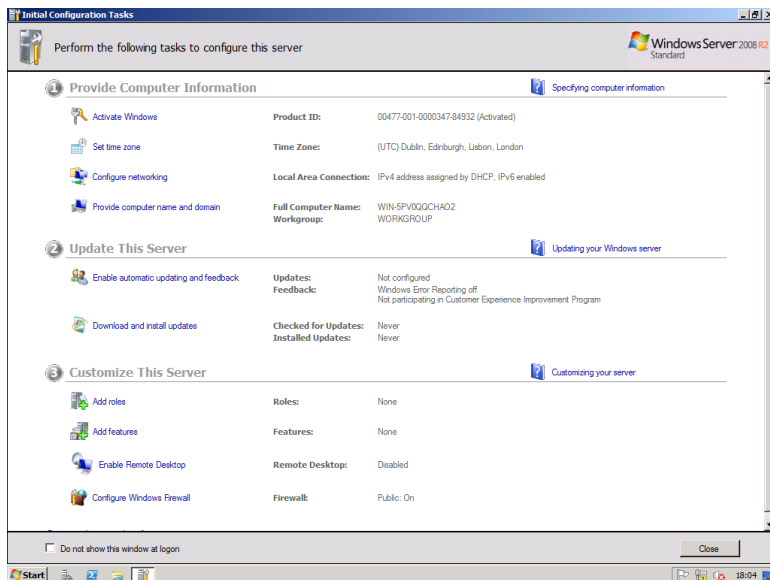 Initial Configuration Tasks
Perform the following tasks to configure this server
Windows Server 2008 R2
Standard
1 Provide Computer Information
Specifying computer information
Activate Windows Product ID: 00477-001-0000347-84932 (Activated)
Set time zone Time Zone: (UTC) Dublin, Edinburgh, Lisbon, London
Configure networking Local Area Connection: IPv4 address assigned by DHCP, IPv6 enabled
Provide computer name and domain Full Computer Name: WIN-5PV0QQCHAO2
Workgroup: WORKGROUP
2 Update This Server
Updating your Windows server
Enable automatic updating and feedback Updates: Not configured
Feedback: Windows Error Reporting off
Not participating in Customer Experience Improvement Program
Download and install updates Checked for Updates: Never
Installed Updates: Never
3 Customize This Server
Customizing your server
Add roles Roles: None
Add features Features: None
Enable Remote Desktop Remote Desktop: Disabled
Configure Windows Firewall Firewall: Public: On
Do not show this window at logon
Close
Start
18:04